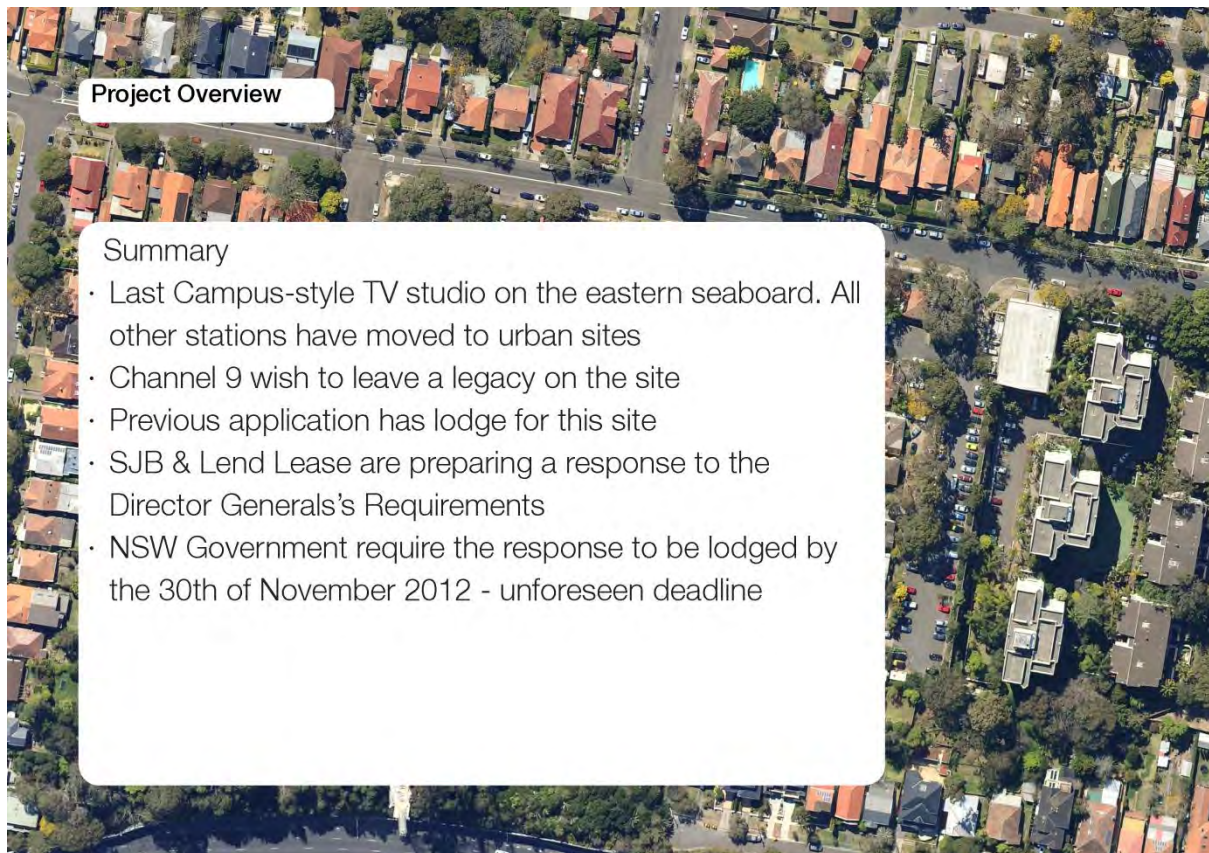 Project Overview
Summary
· Last Campus-style TV studio on the eastern seaboard. All
other stations have moved to urban sites
· Channel 9 wish to leave a legacy on the site
· Previous application has lodge for this site
· SJB & Lend Lease are preparing a response to the
Director Generals's Requirements
· NSW Government require the response to be lodged by
the 30th of November 2012 - unforeseen deadline